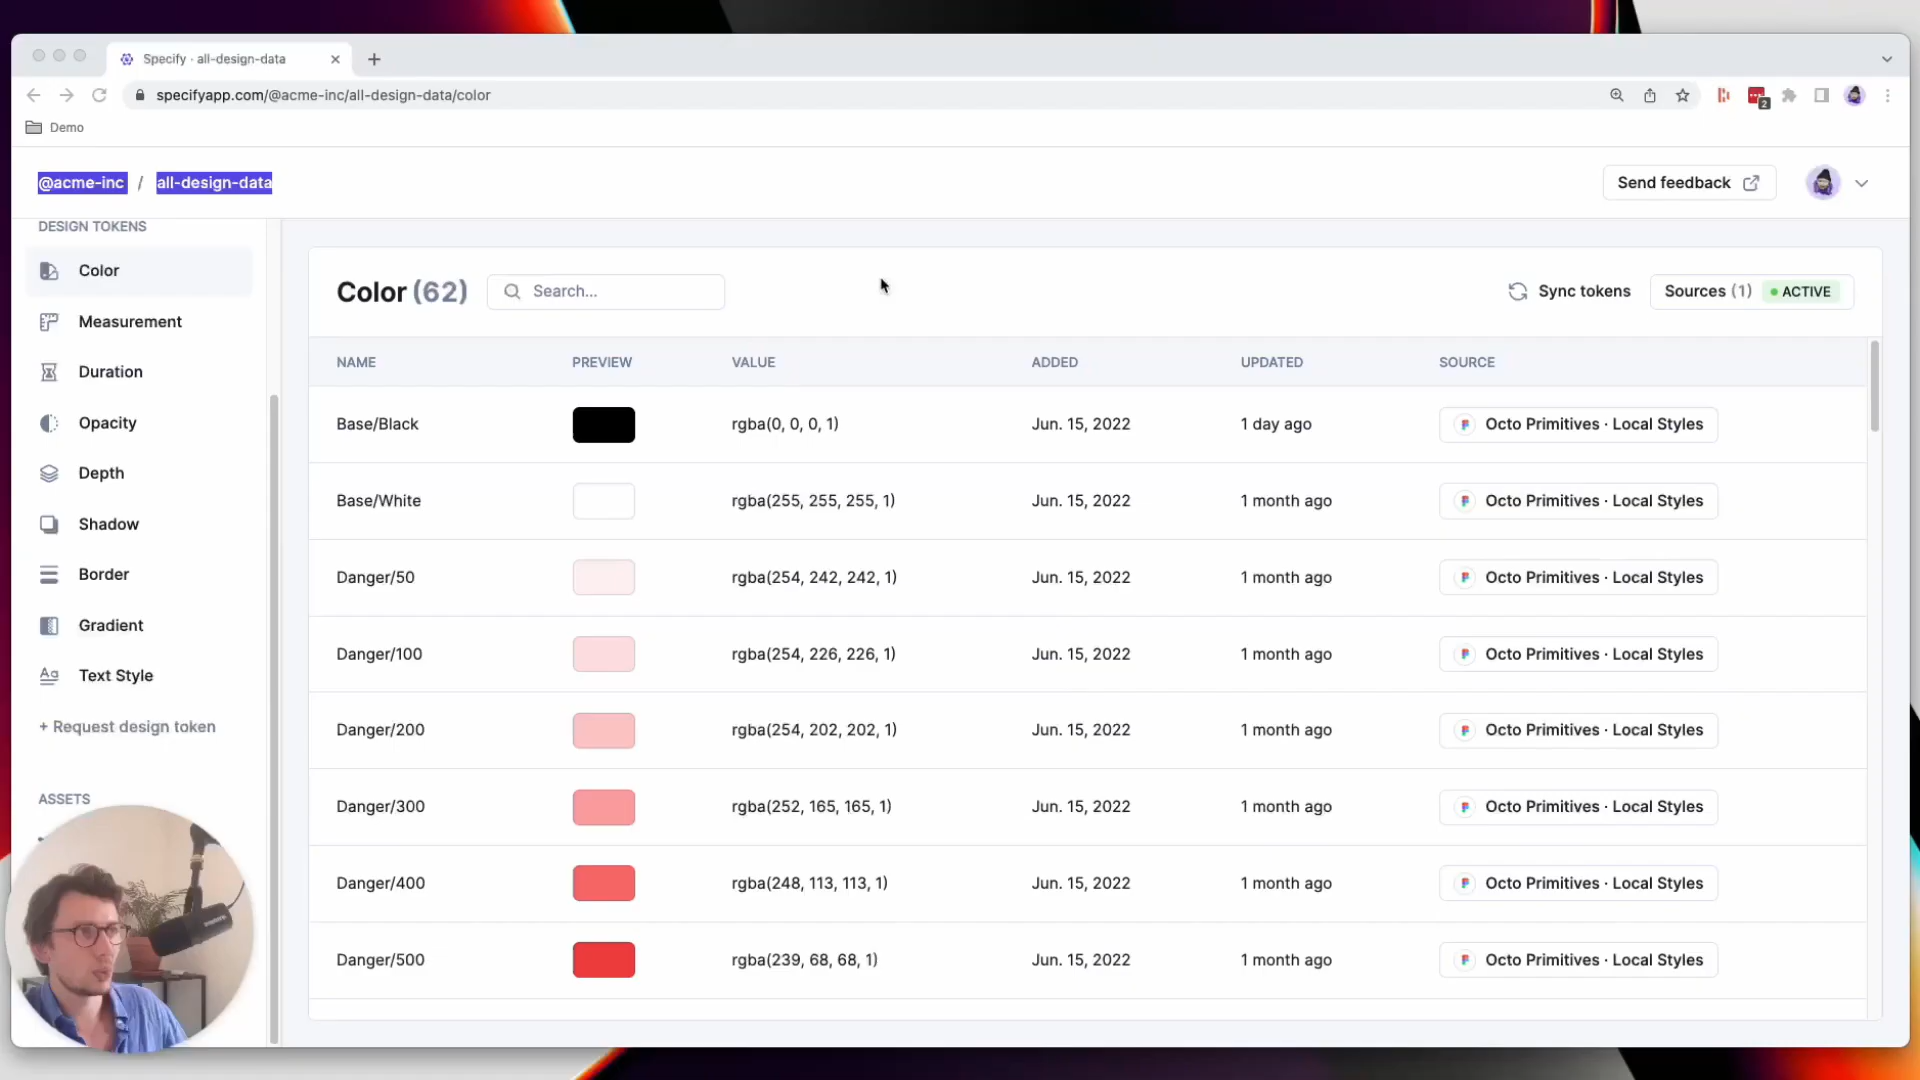 Specify · all-design-data
specifyapp.com/@acme-inc/all-design-data/color
2
Demo
@acme-inc / all-design-data
Send feedback
DESIGN TOKENS
Color
Measurement
Duration
Opacity
Depth
Shadow
Border
Gradient
Text Style
+ Request design token
ASSETS
Color (62)
Search...
Sync tokens
Sources (1) ACTIVE
NAME PREVIEW VALUE ADDED UPDATED SOURCE
Base/Black rgba(0, 0, 0, 1) Jun. 15, 2022 1 day ago Octo Primitives · Local Styles
Base/White rgba(255, 255, 255, 1) Jun. 15, 2022 1 month ago Octo Primitives · Local Styles
Danger/50 rgba(254, 242, 242, 1) Jun. 15, 2022 1 month ago Octo Primitives · Local Styles
Danger/100 rgba(254, 226, 226, 1) Jun. 15, 2022 1 month ago Octo Primitives · Local Styles
Danger/200 rgba(254, 202, 202, 1) Jun. 15, 2022 1 month ago Octo Primitives · Local Styles
Danger/300 rgba(252, 165, 165, 1) Jun. 15, 2022 1 month ago Octo Primitives · Local Styles
Danger/400 rgba(248, 113, 113, 1) Jun. 15, 2022 1 month ago Octo Primitives · Local Styles
Danger/500 rgba(239, 68, 68, 1) Jun. 15, 2022 1 month ago Octo Primitives · Local Styles